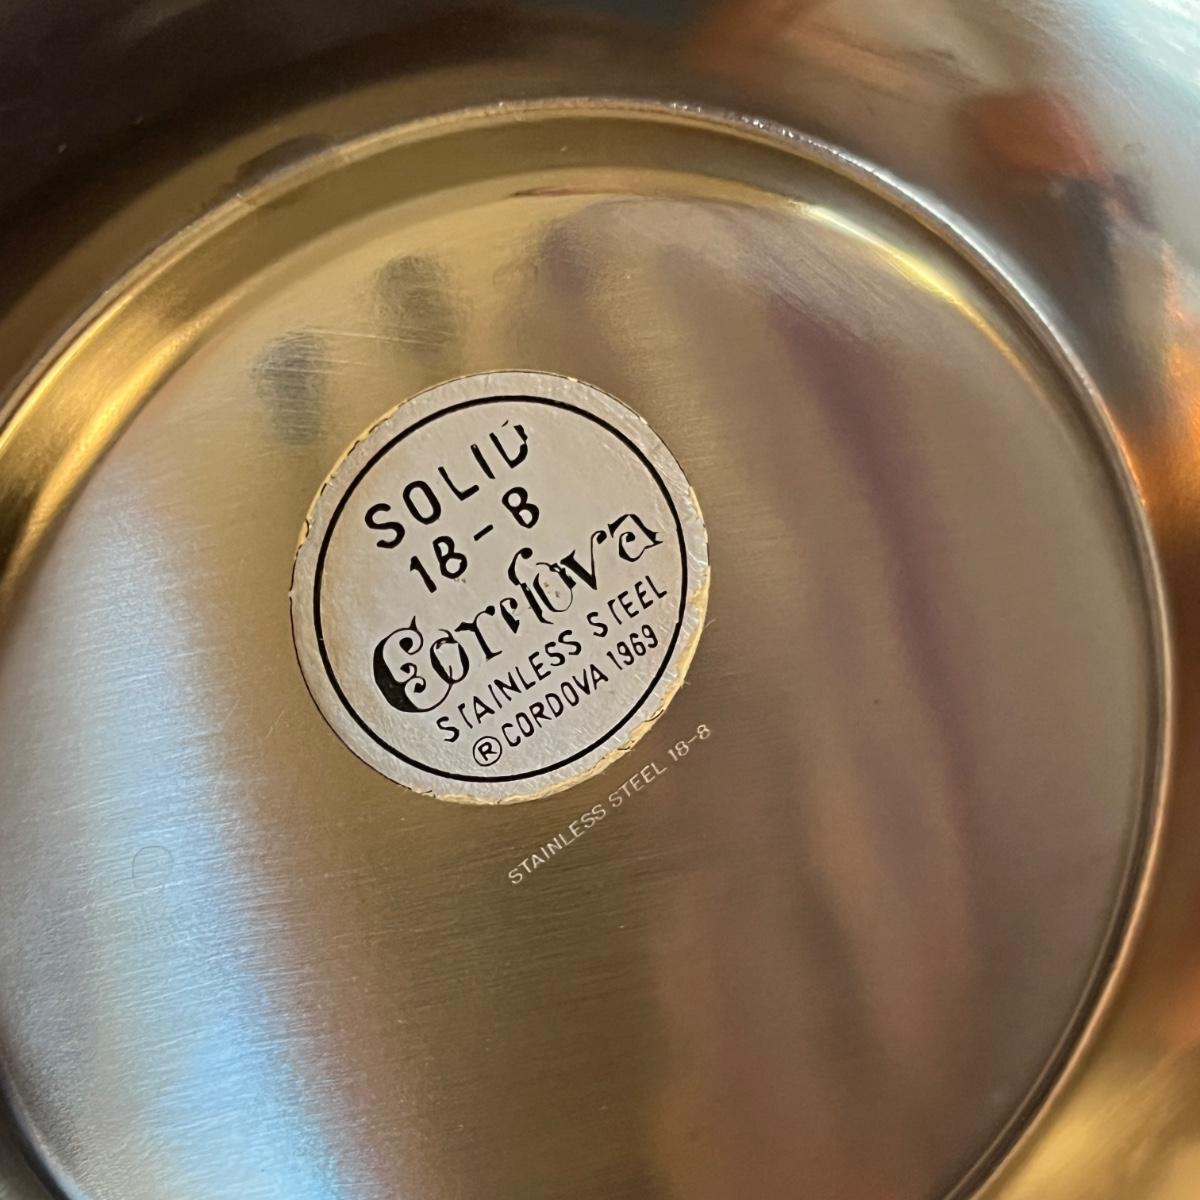 SOLID
18-8
Cordova
STAINLESS STEEL
® CORDOVA 1969
STAINLESS STEEL 18-8